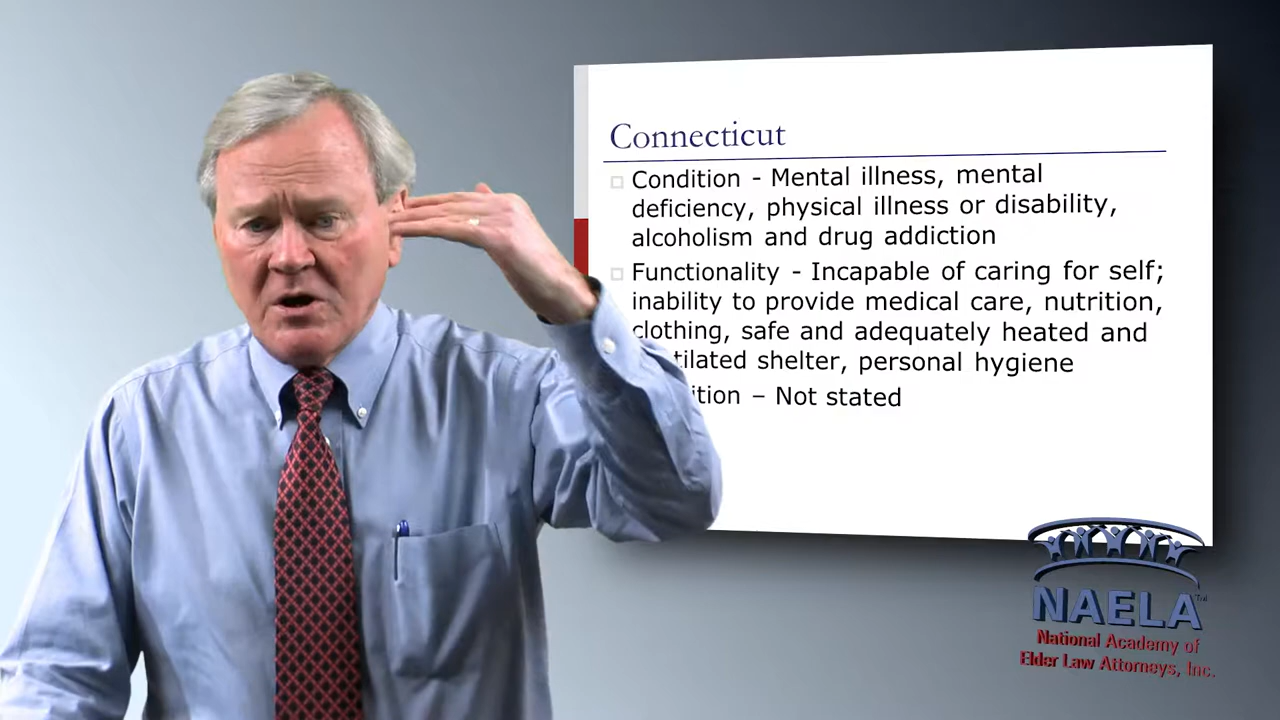 Connecticut
Condition - Mental illness, mental
deficiency, physical illness or disability,
alcoholism and drug addiction
Functionality - Incapable of caring for self;
inability to provide medical care, nutrition,
clothing, safe and adequately heated and
tilated shelter, personal hygiene
ition – Not stated
NAELA
National Academy of
Elder Law Attorneys, Inc.